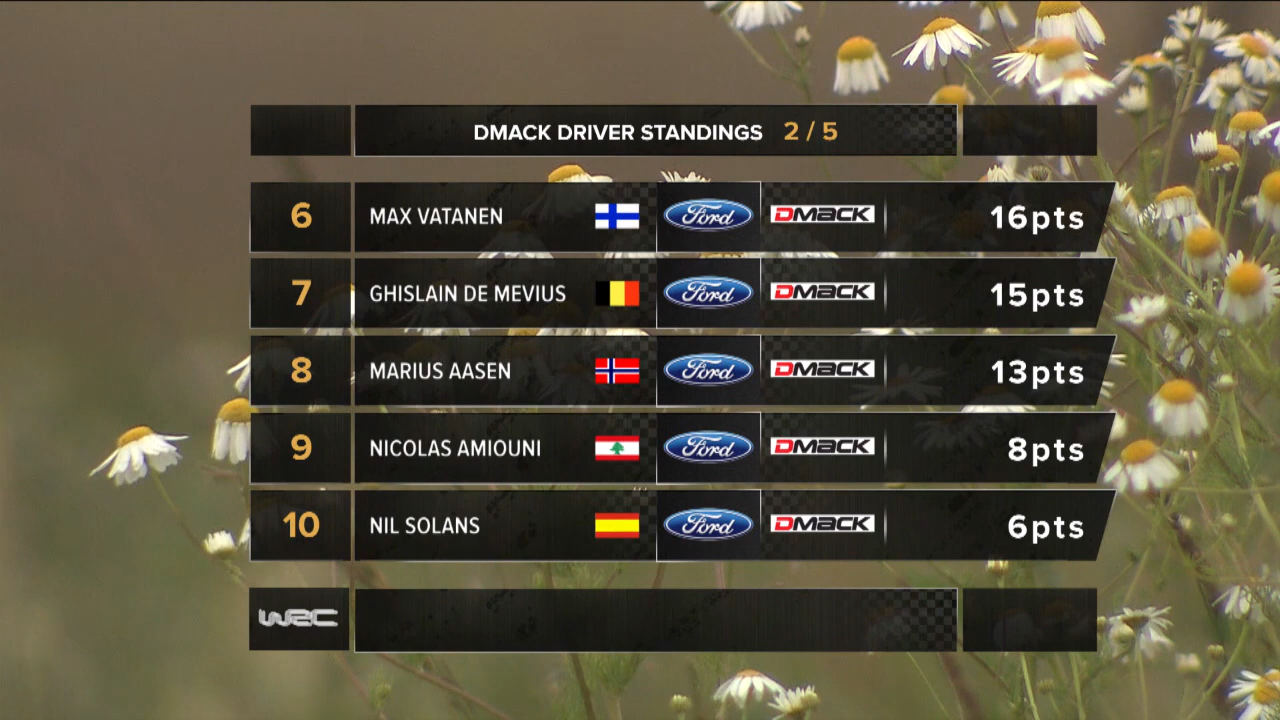 DMACK DRIVER STANDINGS 2 / 5
6 MAX VATANEN Ford DMACK 16pts
7 GHISLAIN DE MEVIUS Ford DMACK 15pts
8 MARIUS AASEN Ford DMACK 13pts
9 NICOLAS AMIOUNI Ford DMACK 8pts
10 NIL SOLANS Ford DMACK 6pts
WRC